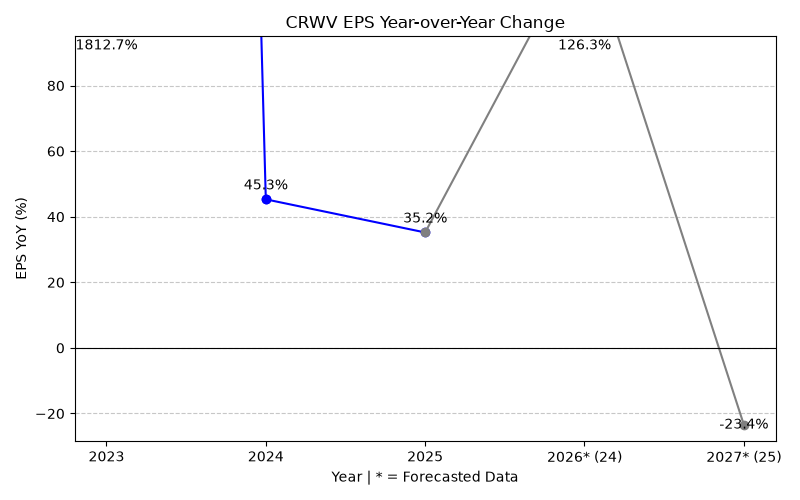 CRWV EPS Year-over-Year Change
1812.7%
126.3%
80
60
45.3%
40
35.2%
20
0
−20
-23.4%
EPS YoY (%)
2023 2024 2025 2026* (24) 2027* (25)
Year | * = Forecasted Data